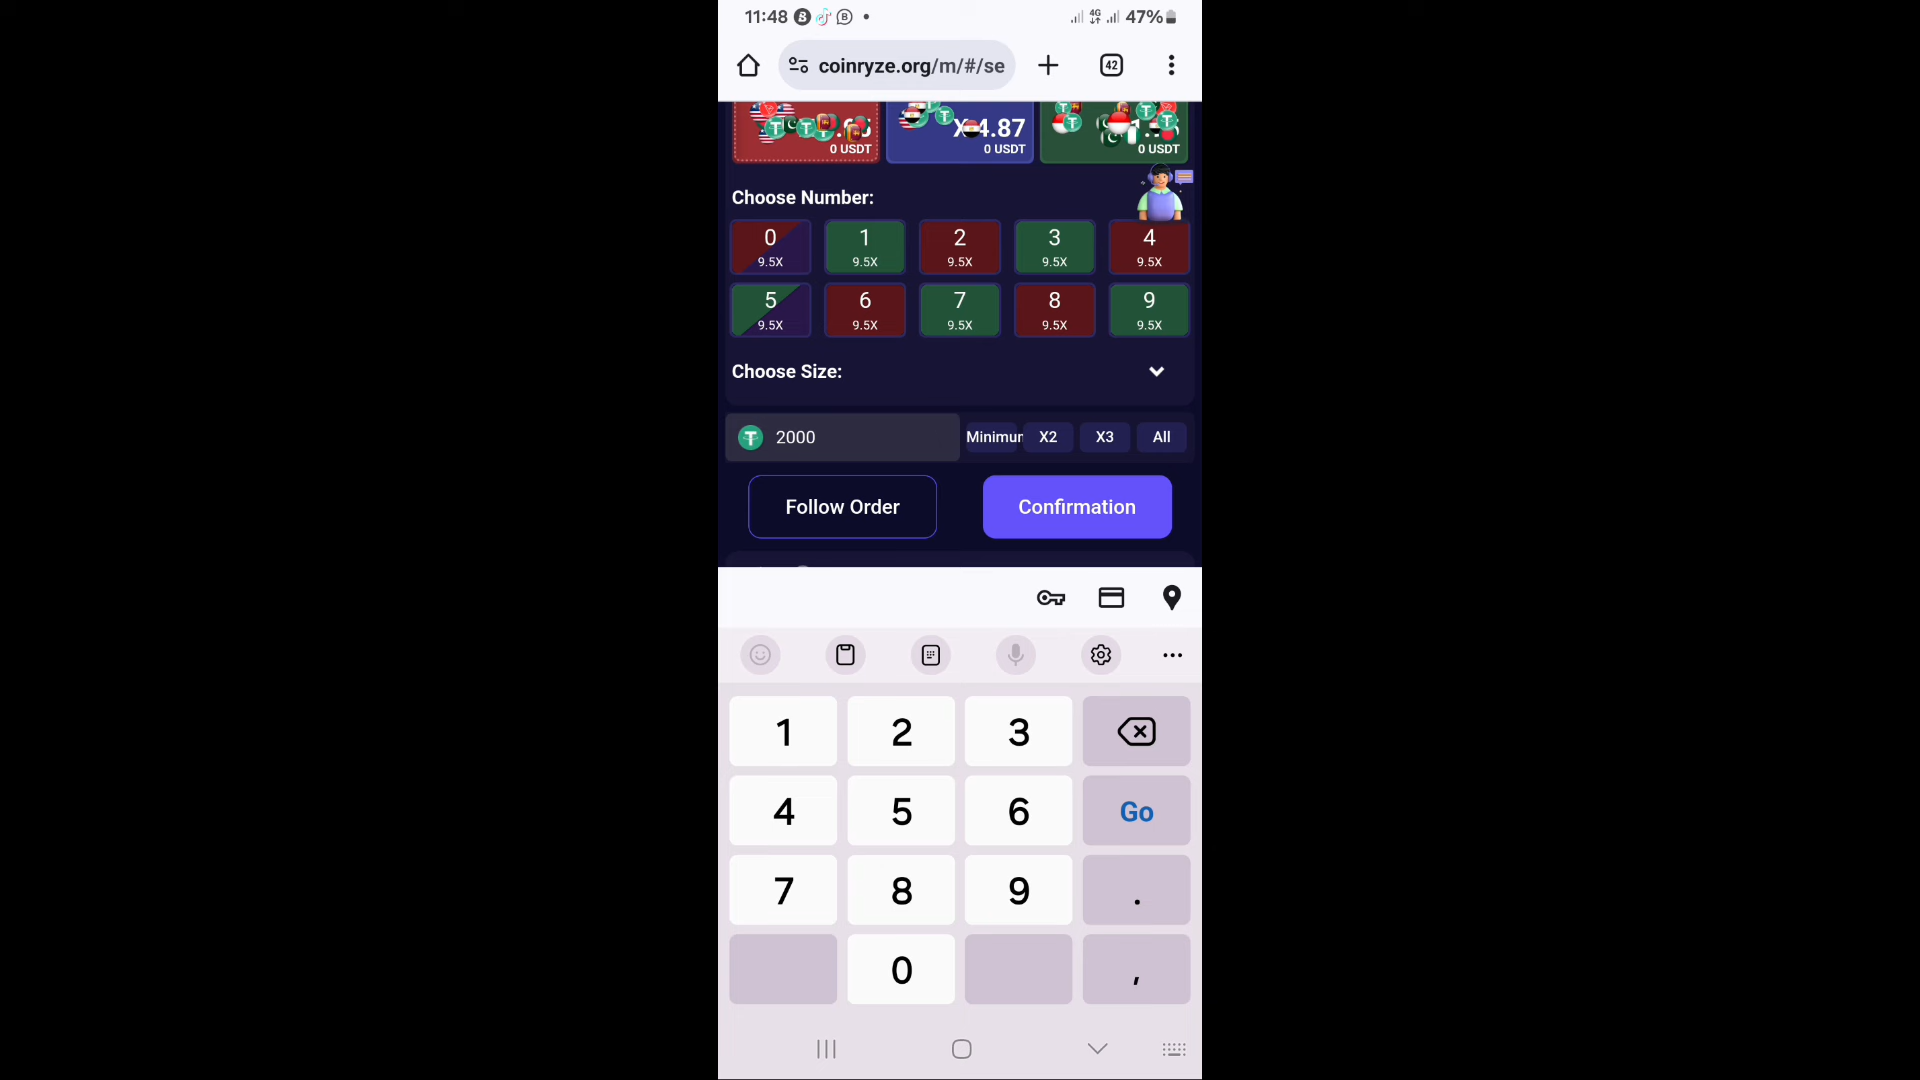 11:48 47%
4G
coinryze.org/m/#/se 42
X4.87
0 USDT 0 USDT 0 USDT
Choose Number:
0 1 2 3 4
9.5X 9.5X 9.5X 9.5X 9.5X
5 6 7 8 9
9.5X 9.5X 9.5X 9.5X 9.5X
Choose Size:
2000 Minimur X2 X3 All
Follow Order Confirmation
1 2 3
4 5 6 Go
7 8 9 .
0 ,